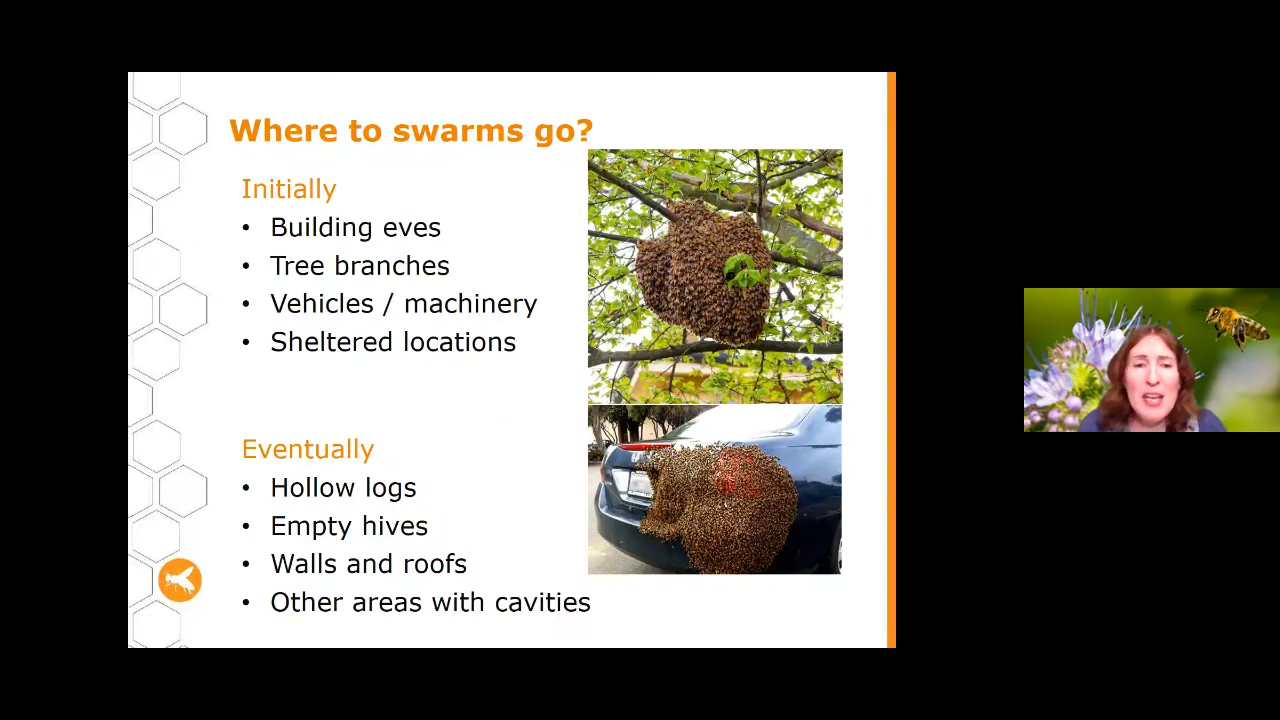 Where to swarms go?
Initially
• Building eves
• Tree branches
• Vehicles / machinery
• Sheltered locations
Eventually
• Hollow logs
• Empty hives
• Walls and roofs
• Other areas with cavities